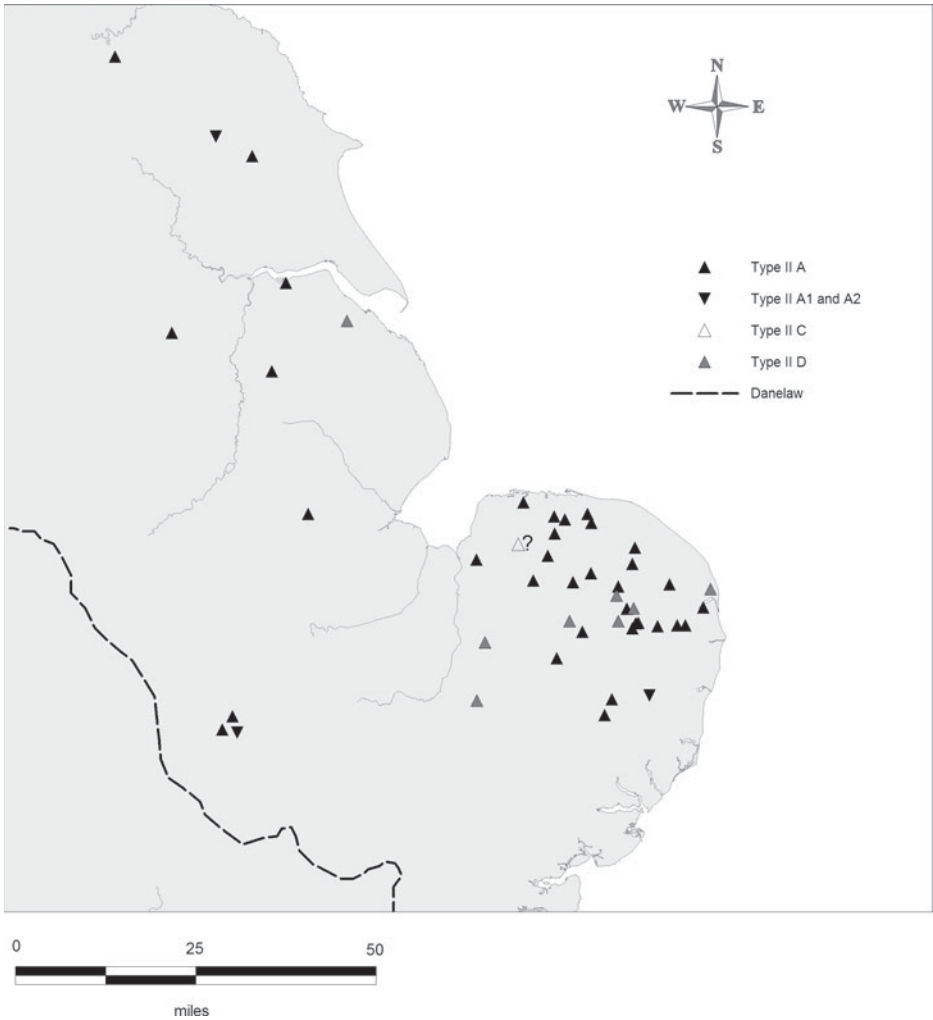 N
W E
S
Type II A
Type II A1 and A2
Type II C
Type II D
Danelaw
?
0 25 50
miles